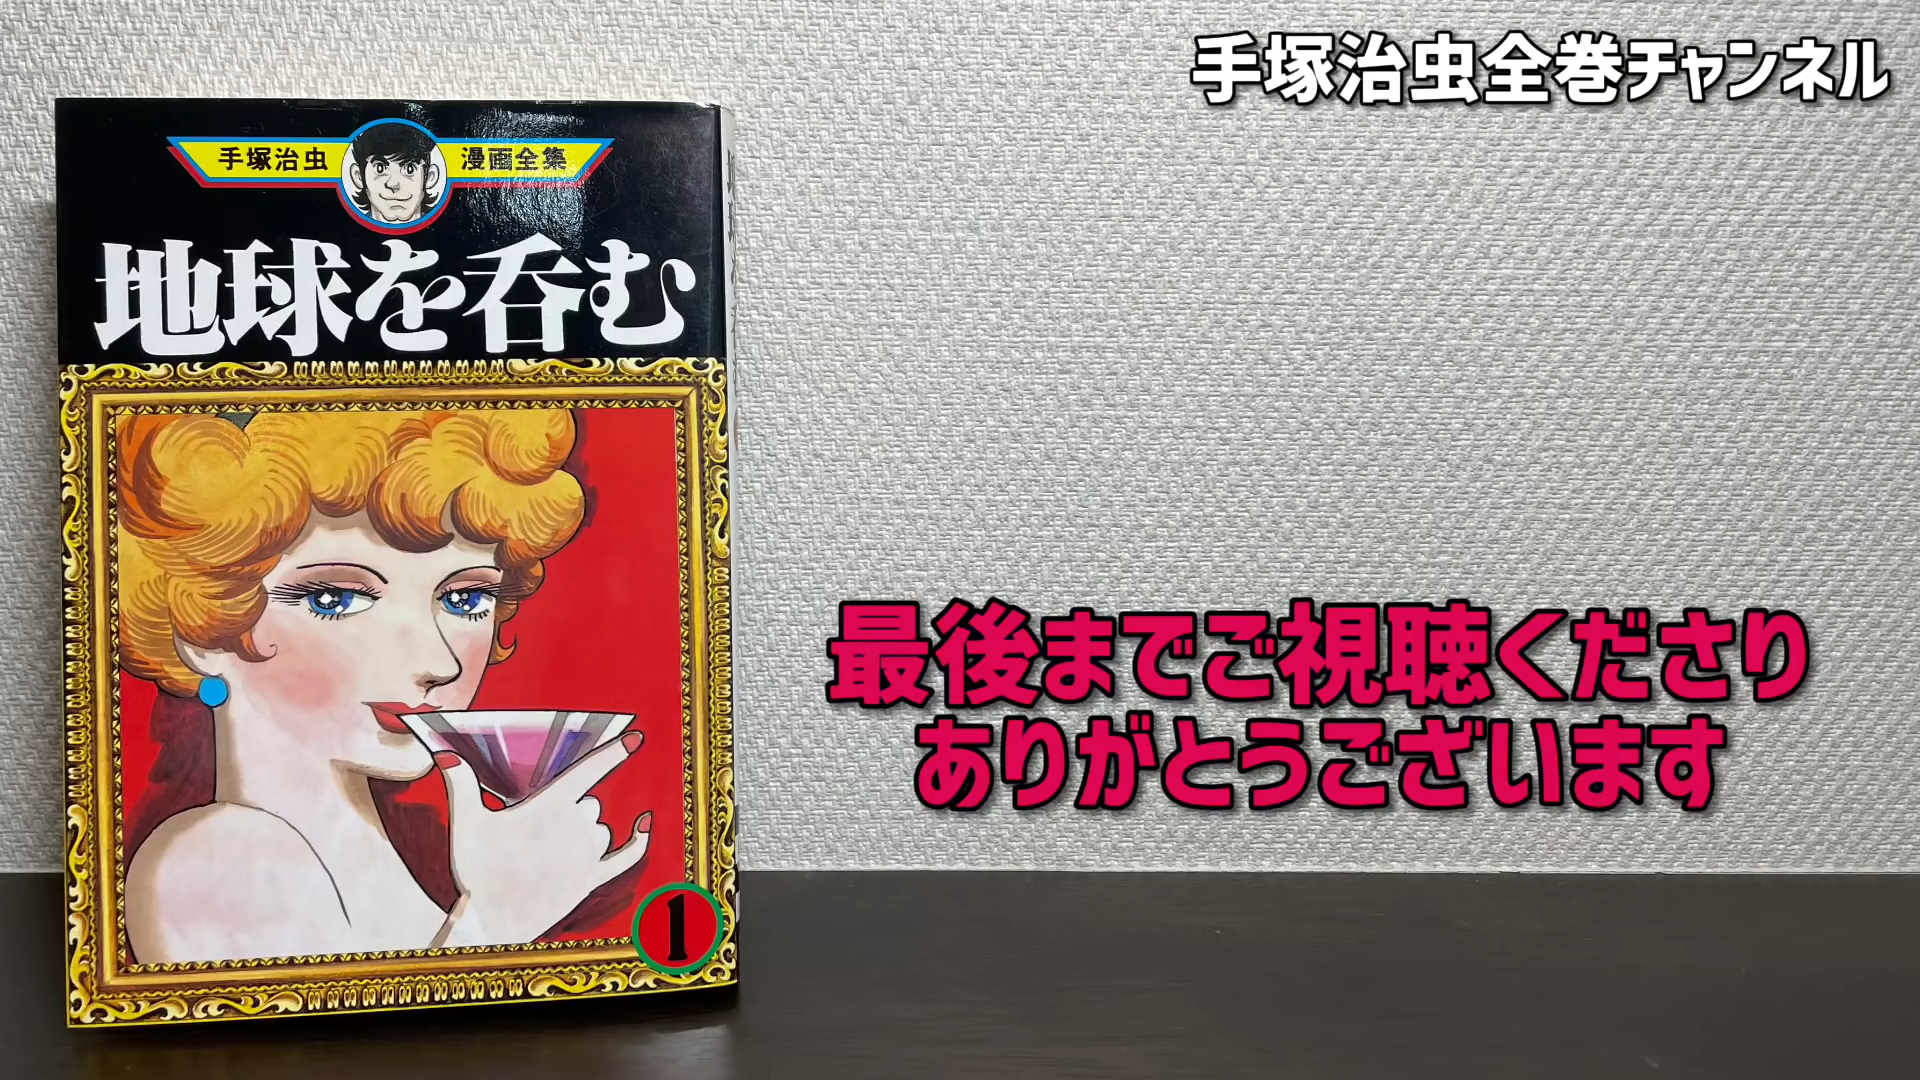 手塚治虫全巻チャンネル
手塚治虫 漫画全集
地球を呑む
1
最後までご視聴くださり
ありがとうございます